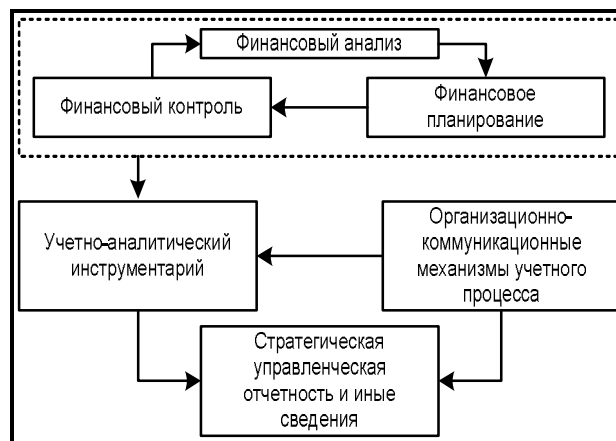 Финансовый анализ
Финансовый контроль
Финансовое
планирование
Учетно-аналитический
инструментарий
Организационно-
коммуникационные
механизмы учетного
процесса
Стратегическая
управленческая
отчетность и иные
сведения